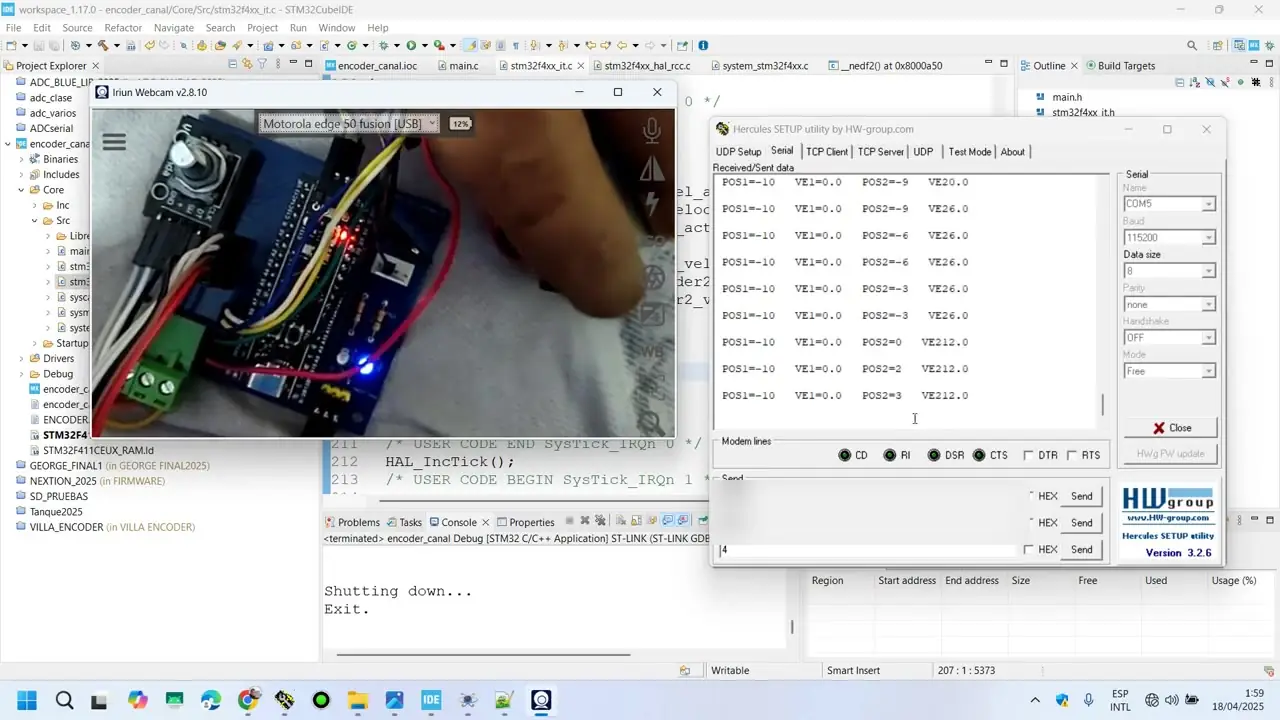 workspace_1.17.0 - encoder_canal/Core/Src/stm32f4xx_it.c - STM32CubeIDE
File Edit Source Refactor Navigate Search Project Run Window Help
Project Explorer
encoder_canal.ioc
main.c
stm32f4xx_it.c
stm32f4xx_hal_rcc.c
system_stm32f4xx.c
__nedf2() at 0x8000a50
Outline
Build Targets
adc_clase
adc_varios
ADCserial
Binaries
Includes
Core
Inc
Src
Startup
Drivers
Debug
STM32F411CEUX_RAM.ld
GEORGE_FINAL1 (in GEORGE FINAL2025)
NEXTION_2025 (in FIRMWARE)
SD_PRUEBAS
Tanque2025
VILLA_ENCODER (in VILLA ENCODER)
main.h
stm32f4xx_it.h
Iriun Webcam v2.8.10
Motorola edge 50 fusion [USB]
12%
211 /* USER CODE END SysTick_IRQn 0 */
212 HAL_IncTick();
213 /* USER CODE BEGIN SysTick_IRQn 1 */
Problems Tasks Console Properties
<terminated> encoder_canal Debug [STM32 C/C++ Application] ST-LINK (ST-LINK GDB
Shutting down...
Exit.
Hercules SETUP utility by HW-group.com
UDP Setup Serial TCP Client TCP Server UDP Test Mode About
Received/Sent data
POS1=-10 VE1=0.0 POS2=-9 VE20.0
POS1=-10 VE1=0.0 POS2=-9 VE26.0
POS1=-10 VE1=0.0 POS2=-6 VE26.0
POS1=-10 VE1=0.0 POS2=-6 VE26.0
POS1=-10 VE1=0.0 POS2=-3 VE26.0
POS1=-10 VE1=0.0 POS2=-3 VE26.0
POS1=-10 VE1=0.0 POS2=0 VE212.0
POS1=-10 VE1=0.0 POS2=2 VE212.0
POS1=-10 VE1=0.0 POS2=3 VE212.0
Serial
Name
COM5
Baud
115200
Data size
8
Parity
none
Handshake
OFF
Mode
Free
Close
HWg FW update
Modem lines
CD RI DSR CTS DTR RTS
Send
HEX Send
HEX Send
4 HEX Send
HW group
www.HW-group.com
Hercules SETUP utility
Version 3.2.6
Region Start address End address Size Free Used Usage (%)
Writable Smart Insert 207 : 1 : 5373
IDE
ESP
INTL
1:59
18/04/2025